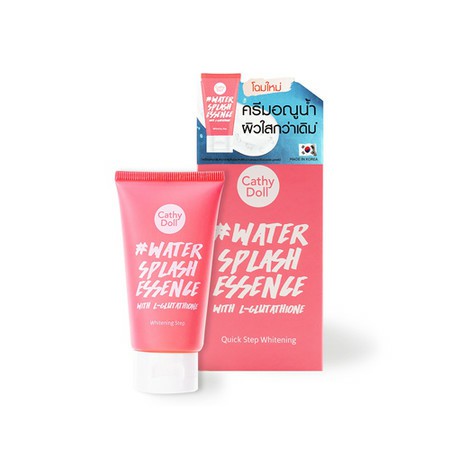 Cathy
Doll
#WATER
SPLASH
ESSENCE
WITH L-GLUTATHIONE
Whitening Step
โฉมใหม่
ครีมอณูน้ำ
ผิวใสกว่าเดิม*
MADE IN KOREA
#WATER
SPLASH
ESSENCE
Cathy
Doll
#WATER
SPLASH
ESSENCE
WITH L-GLUTATHIONE
Quick Step Whitening